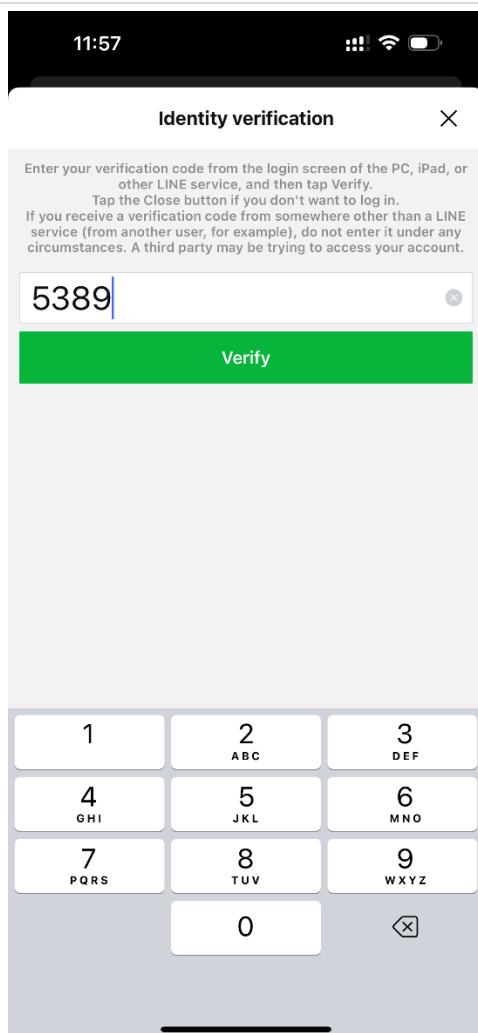 11:57
Identity verification
Enter your verification code from the login screen of the PC, iPad, or
other LINE service, and then tap Verify.
Tap the Close button if you don't want to log in.
If you receive a verification code from somewhere other than a LINE
service (from another user, for example), do not enter it under any
circumstances. A third party may be trying to access your account.
5389
Verify
1 2 3
ABC DEF
4 5 6
GHI JKL MNO
7 8 9
PQRS TUV WXYZ
0